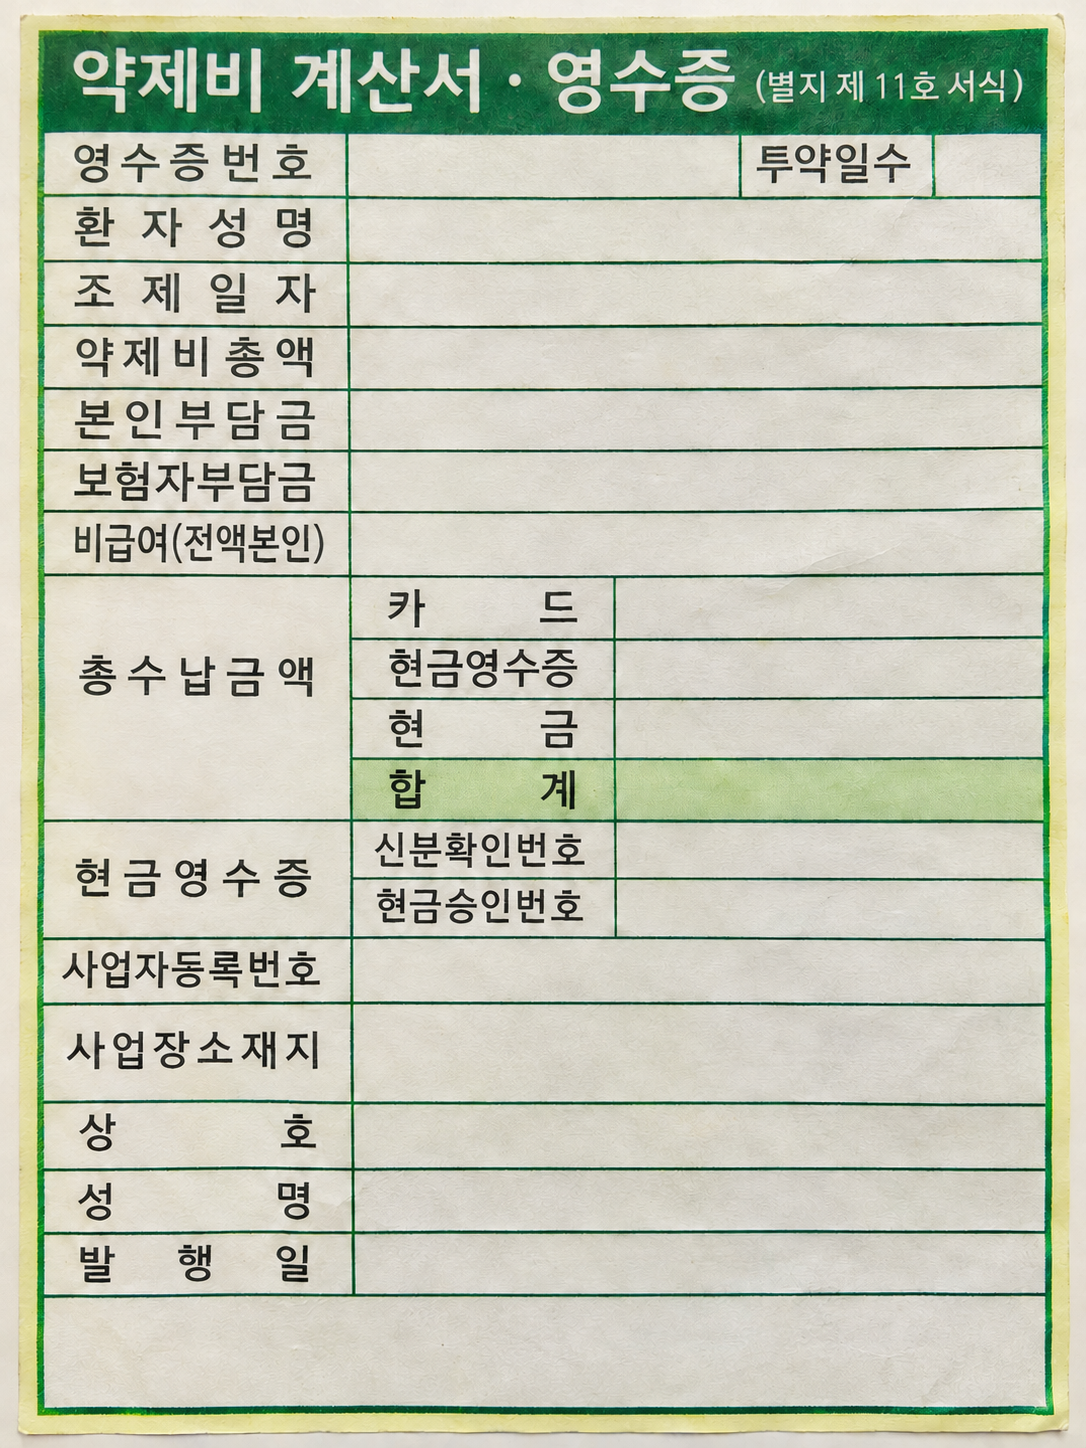 약제비 계산서 · 영수증 (별지 제 11호 서식)
영수증번호 투약일수
환자성명
조제일자
약제비총액
본인부담금
보험자부담금
비급여(전액본인)
총수납금액
카드
현금영수증
현금
합계
현금영수증
신분확인번호
현금승인번호
사업자등록번호
사업장소재지
상호
성명
발행일